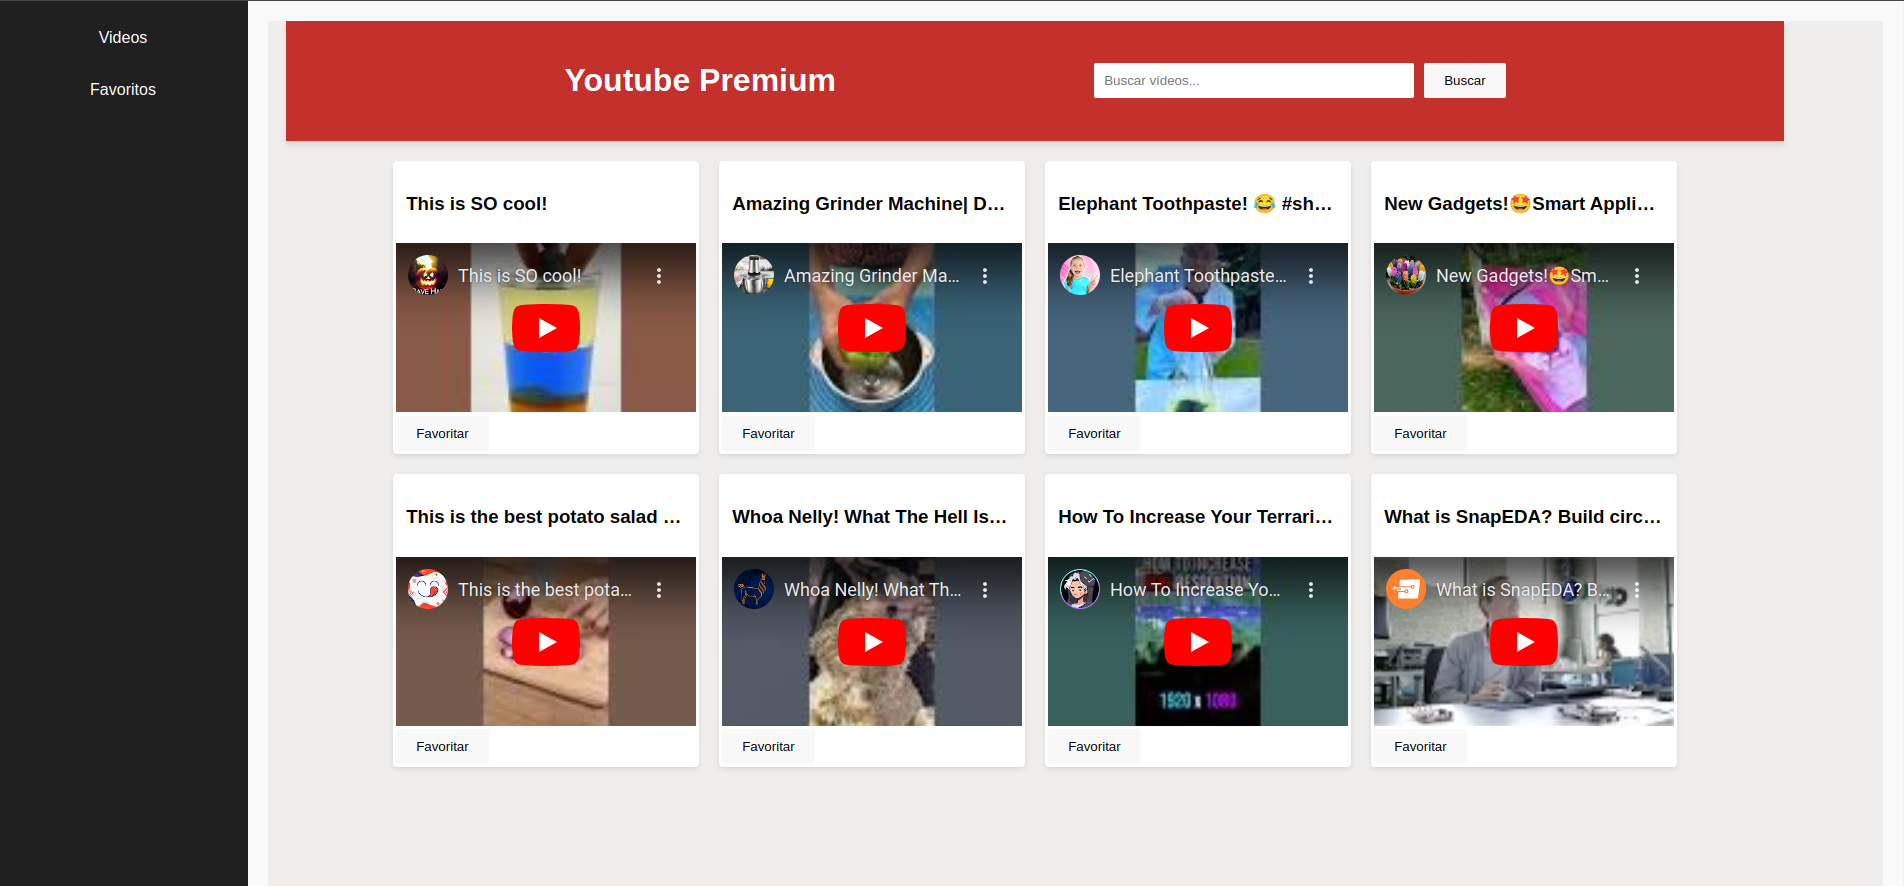 Videos
Favoritos
Youtube Premium
Buscar vídeos...
Buscar
This is SO cool!
Amazing Grinder Machine| D...
Elephant Toothpaste! 😂 #sh...
New Gadgets!🤩Smart Appli...
This is SO cool!
Amazing Grinder Ma...
Elephant Toothpaste...
New Gadgets!🤩Sm...
Favoritar
Favoritar
Favoritar
Favoritar
This is the best potato salad ...
Whoa Nelly! What The Hell Is...
How To Increase Your Terrari...
What is SnapEDA? Build circ...
This is the best pota...
Whoa Nelly! What Th...
How To Increase Yo...
What is SnapEDA? B...
HOW TO INCREASE
1920 x 1080
Favoritar
Favoritar
Favoritar
Favoritar